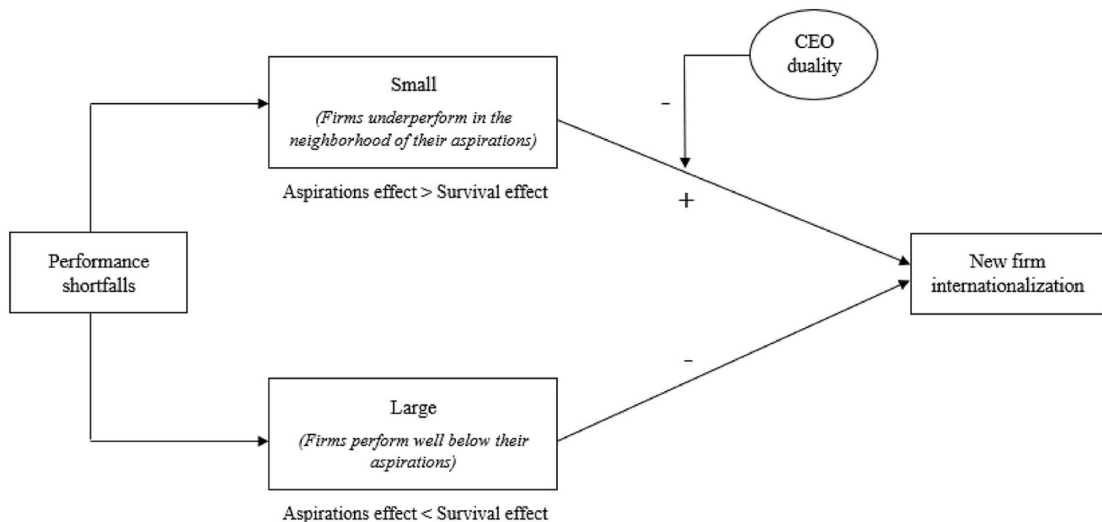 CEO
duality
Small
(Firms underperform in the
neighborhood of their aspirations)
-
Aspirations effect > Survival effect
+
Performance
shortfalls
New firm
internationalization
-
Large
(Firms perform well below their
aspirations)
Aspirations effect < Survival effect